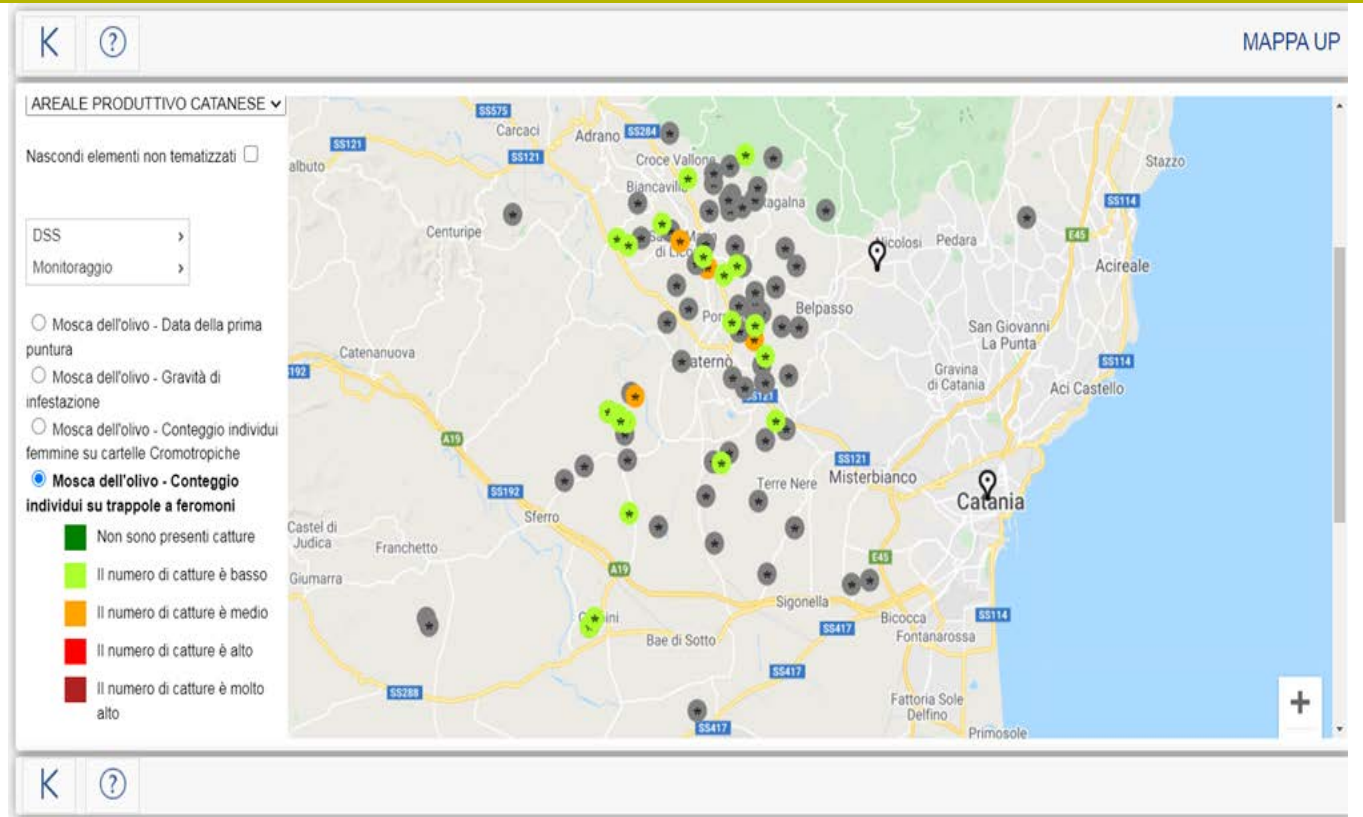 MAPPA UP
AREALE PRODUTTIVO CATANESE
Nascondi elementi non tematizzati
DSS
Monitoraggio
Mosca dell'olivo - Data della prima
puntura
Mosca dell'olivo - Gravità di
infestazione
Mosca dell'olivo - Conteggio individui
femmine su cartelle Cromotropiche
Mosca dell'olivo - Conteggio
individui su trappole a feromoni
Non sono presenti catture
Il numero di catture è basso
Il numero di catture è medio
Il numero di catture è alto
Il numero di catture è molto
alto
SS575
Carcaci
Adrano
SS284
SS121
SS121
albuto
Croce Vallone
Stazzo
SS114
E45
Centuripe
Nicolosi
Pedara
Acireale
Belpasso
San Giovanni
La Punta
Catenanuova
SS114
192
Gravina
di Catania
Aci Castello
SS121
A19
SS121
Misterbianco
Terre Nere
SS192
Catania
Sferro
Castel di
Judica
Franchetto
E45
A19
Giumarra
Sigonella
Bicocca
SS114
SS417
Fontanarossa
Bae di Sotto
SS417
SS288
Fattoria Sole
Delfino
SS417
Primosole
+